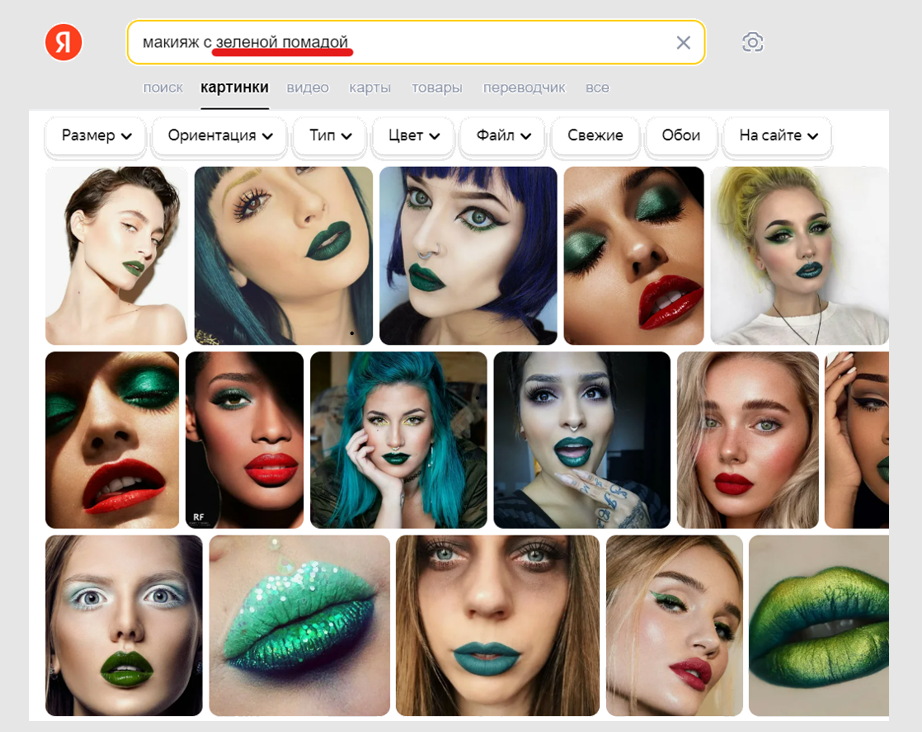 Я
макияж с зеленой помадой
поиск картинки видео карты товары переводчик все
Размер Ориентация Тип Цвет Файл Свежие Обои На сайте
RF